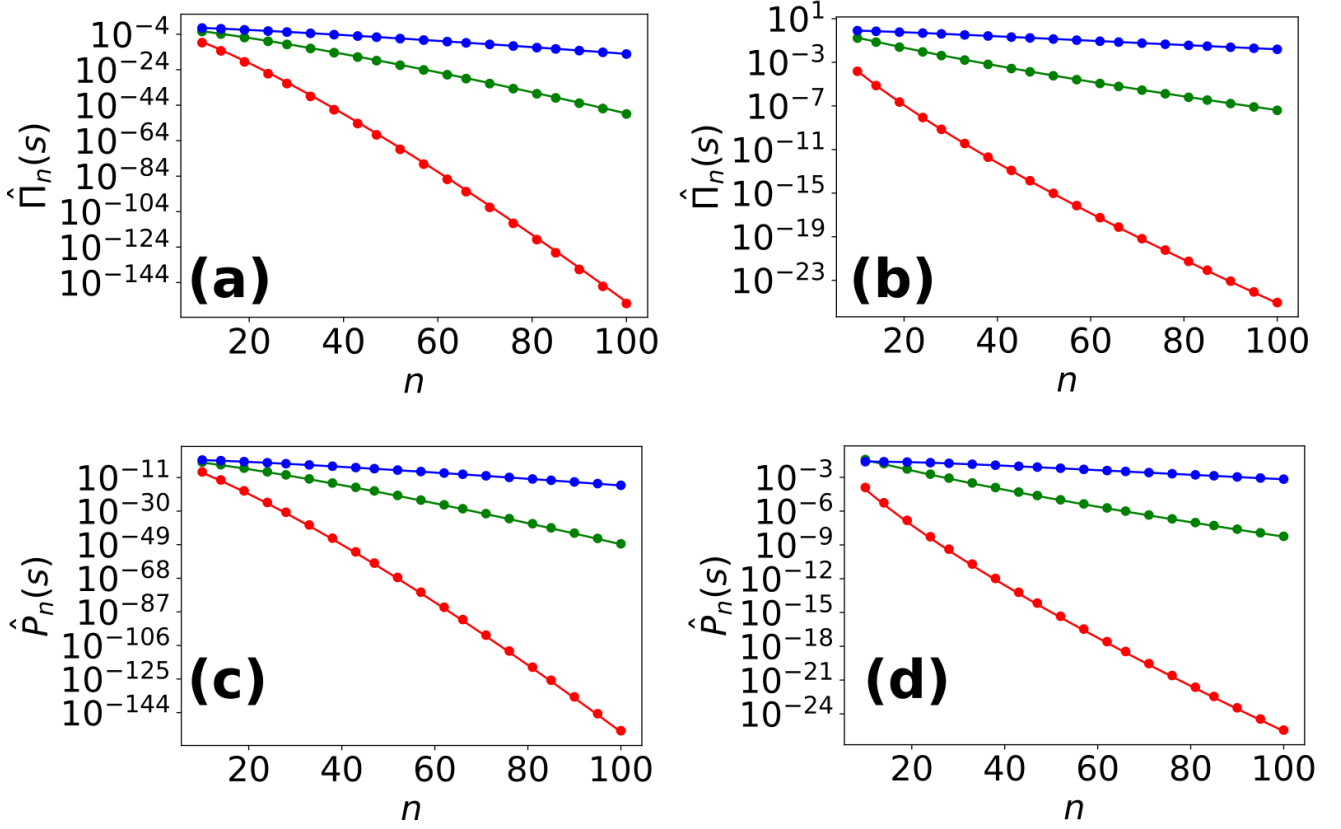 10⁻⁴
10⁻²⁴
10⁻⁴⁴
10⁻⁶⁴
10⁻⁸⁴
10⁻¹⁰⁴
10⁻¹²⁴
10⁻¹⁴⁴
Π̂ₙ(s)
(a)
20 40 60 80 100
n
10¹
10⁻³
10⁻⁷
10⁻¹¹
10⁻¹⁵
10⁻¹⁹
10⁻²³
Π̂ₙ(s)
(b)
20 40 60 80 100
n
10⁻¹¹
10⁻³⁰
10⁻⁴⁹
10⁻⁶⁸
10⁻⁸⁷
10⁻¹⁰⁶
10⁻¹²⁵
10⁻¹⁴⁴
P̂ₙ(s)
(c)
20 40 60 80 100
n
10⁻³
10⁻⁶
10⁻⁹
10⁻¹²
10⁻¹⁵
10⁻¹⁸
10⁻²¹
10⁻²⁴
P̂ₙ(s)
(d)
20 40 60 80 100
n